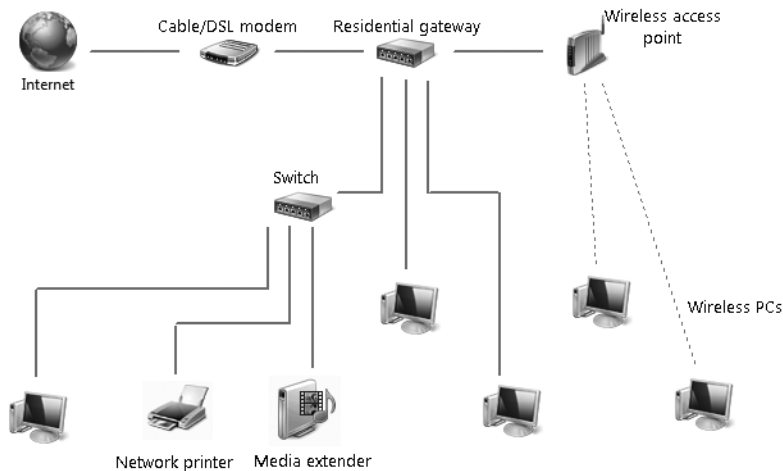 Cable/DSL modem
Residential gateway
Wireless access
point
Internet
Switch
Wireless PCs
Network printer
Media extender